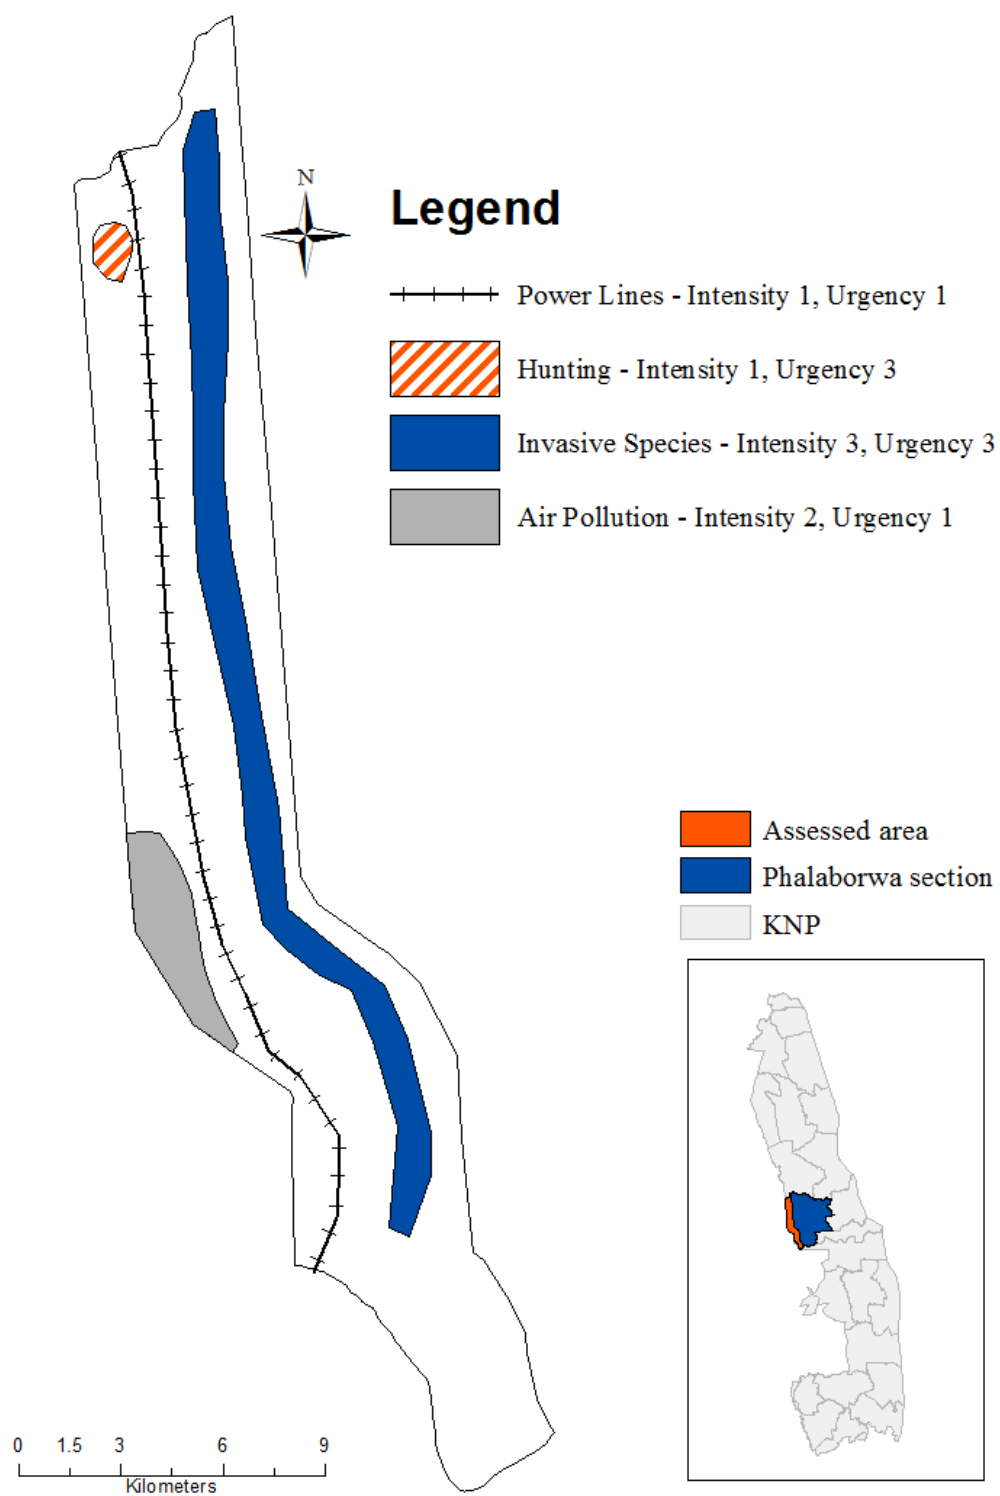 N
Legend
Power Lines - Intensity 1, Urgency 1
Hunting - Intensity 1, Urgency 3
Invasive Species - Intensity 3, Urgency 3
Air Pollution - Intensity 2, Urgency 1
Assessed area
Phalaborwa section
KNP
0 1.5 3 6 9
Kilometers